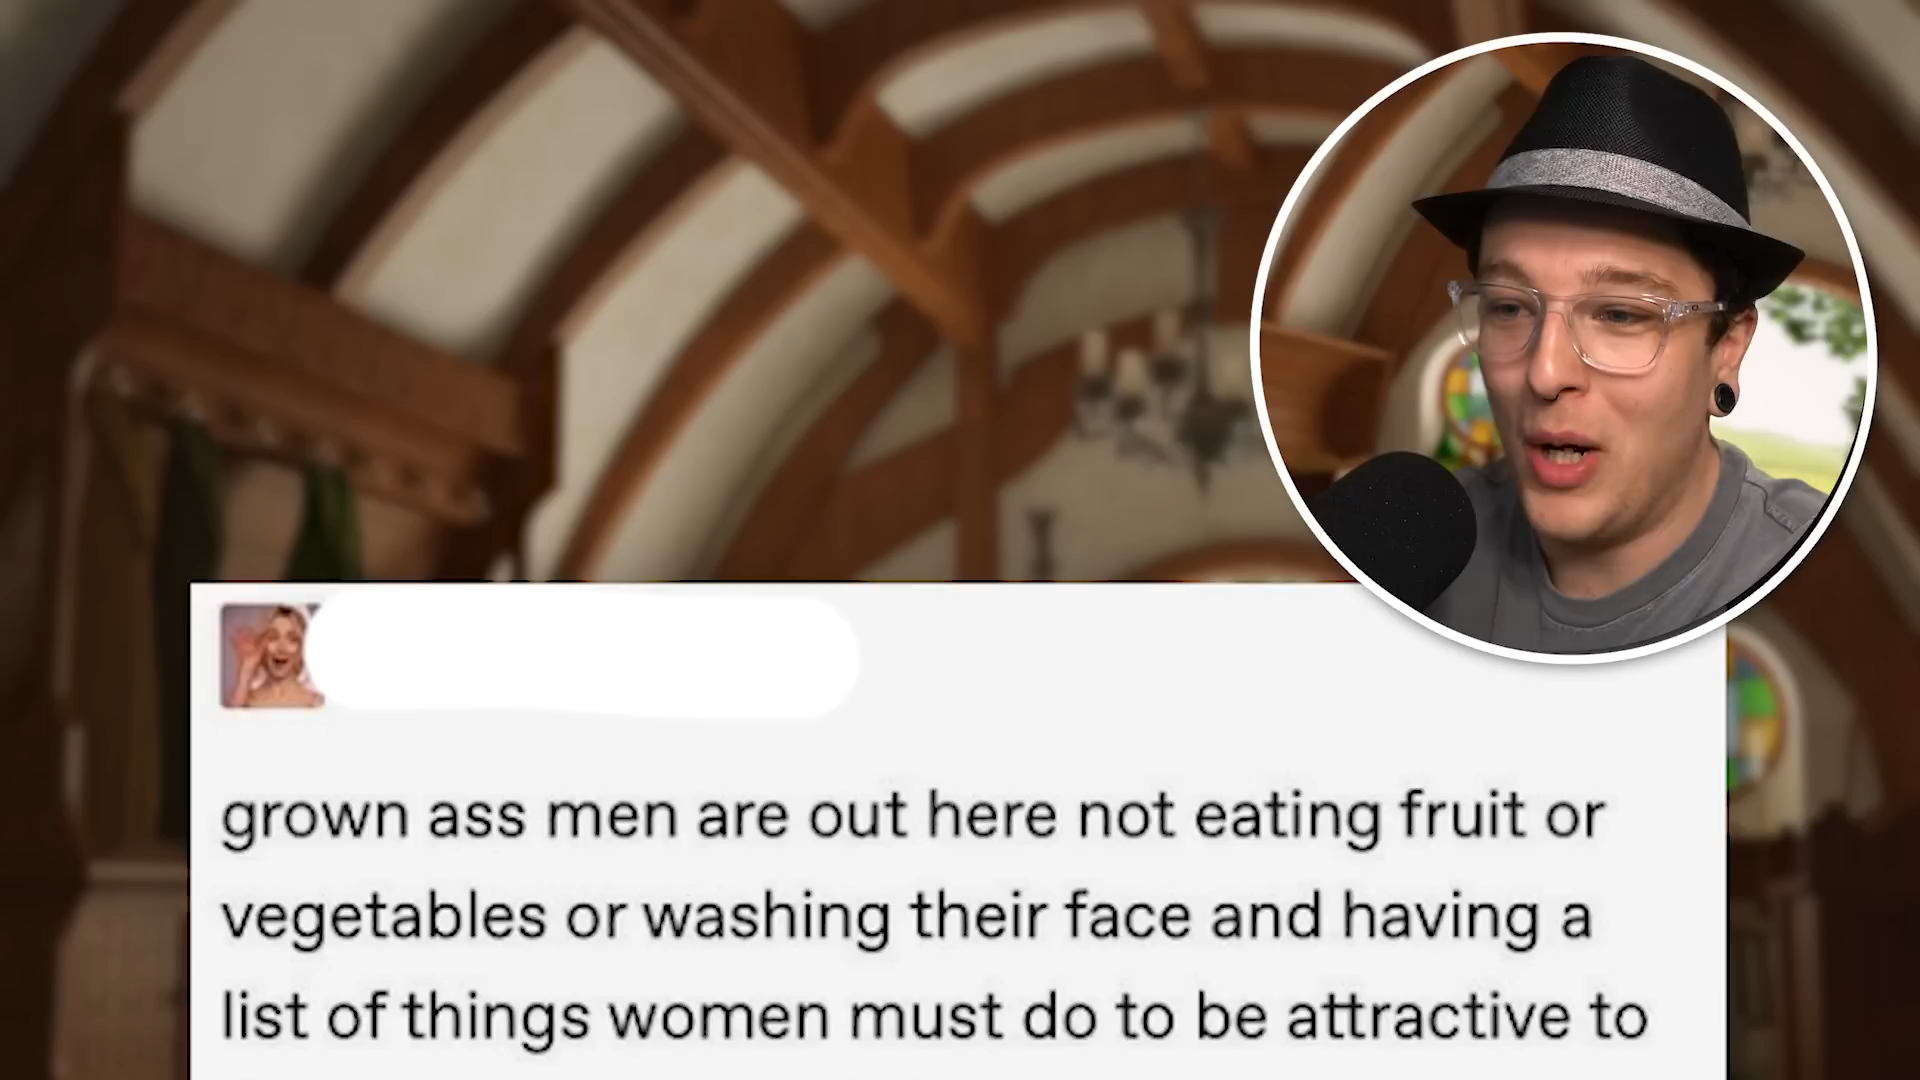 grown ass men are out here not eating fruit or
vegetables or washing their face and having a
list of things women must do to be attractive to